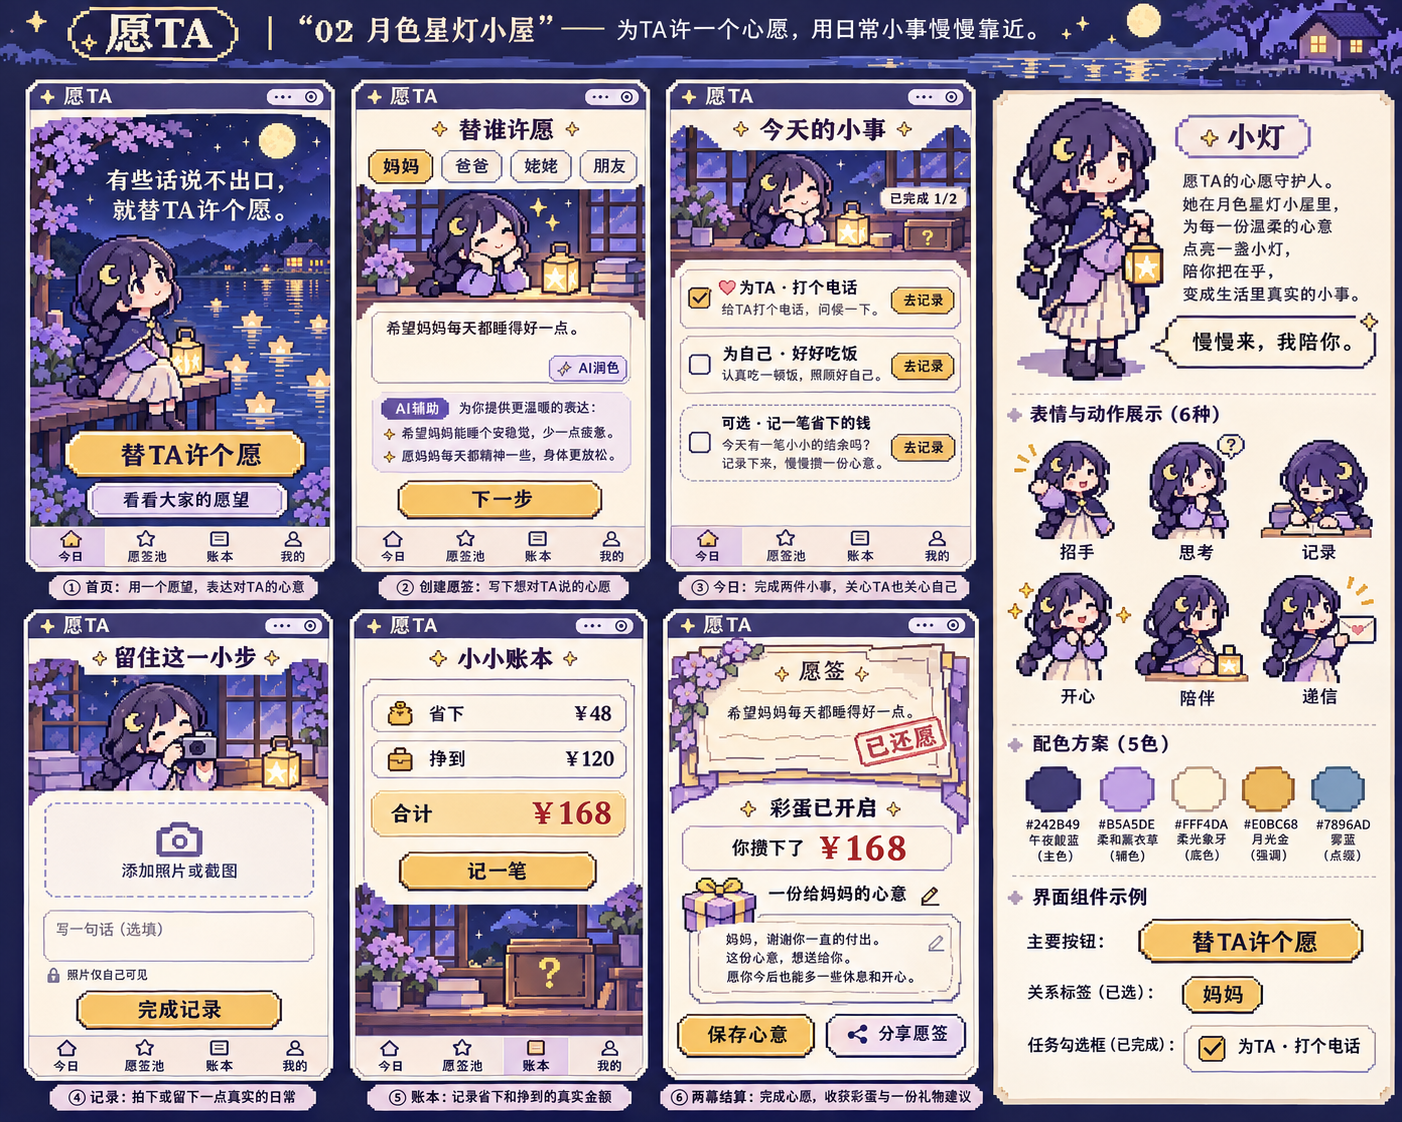 愿TA
“02 月色星灯小屋”—— 为TA许一个心愿，用日常小事慢慢靠近。
愿TA
有些话说不出口，
就替TA许个愿。
替TA许个愿
看看大家的愿望
今日 愿签池 账本 我的
① 首页：用一个愿望，表达对TA的心意
愿TA
替谁许愿
妈妈 爸爸 姥姥 朋友
希望妈妈每天都睡得好一点。
AI润色
AI辅助 为你提供更温暖的表达：
希望妈妈能睡个安稳觉，少一点疲惫。
愿妈妈每天都精神一些，身体更放松。
下一步
今日 愿签池 账本 我的
② 创建愿签：写下想对TA说的心愿
愿TA
今天的小事
已完成 1/2
?
为TA · 打个电话
给TA打个电话，问候一下。
去记录
为自己 · 好好吃饭
认真吃一顿饭，照顾好自己。
去记录
可选 · 记一笔省下的钱
今天有一笔小小的结余吗？
记录下来，慢慢攒一份心意。
去记录
今日 愿签池 账本 我的
③ 今日：完成两件小事，关心TA也关心自己
愿TA
留住这一小步
添加照片或截图
写一句话（选填）
照片仅自己可见
完成记录
今日 愿签池 账本 我的
④ 记录：拍下或留下一点真实的日常
愿TA
小小账本
省下 ¥48
挣到 ¥120
合计 ¥168
记一笔
?
今日 愿签池 账本 我的
⑤ 账本：记录省下和挣到的真实金额
愿TA
愿签
希望妈妈每天都睡得好一点。
已还愿
彩蛋已开启
你攒下了 ¥168
一份给妈妈的心意
妈妈，谢谢你一直的付出。
这份心意，想送给你。
愿你今后也能多一些休息和开心。
保存心意 分享愿签
⑥ 两幕结算：完成心愿，收获彩蛋与一份礼物建议
小灯
愿TA的心愿守护人。
她在月色星灯小屋里，
为每一份温柔的心意
点亮一盏小灯，
陪你把在乎，
变成生活里真实的小事。
慢慢来，我陪你。
表情与动作展示（6种）
?
招手 思考 记录
开心 陪伴 递信
配色方案（5色）
#242B49 #B5A5DE #FFF4DA #E0BC68 #7896AD
午夜靛蓝 柔和薰衣草 柔光象牙 月光金 雾蓝
（主色） （辅色） （底色） （强调） （点缀）
界面组件示例
主要按钮： 替TA许个愿
关系标签（已选）： 妈妈
任务勾选框（已完成）： 为TA · 打个电话